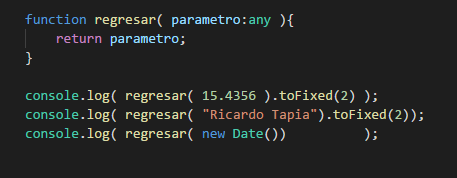 function regresar( parametro:any ){
    return parametro;
}

console.log( regresar( 15.4356 ).toFixed(2) );
console.log( regresar( "Ricardo Tapia").toFixed(2));
console.log( regresar( new Date())          );